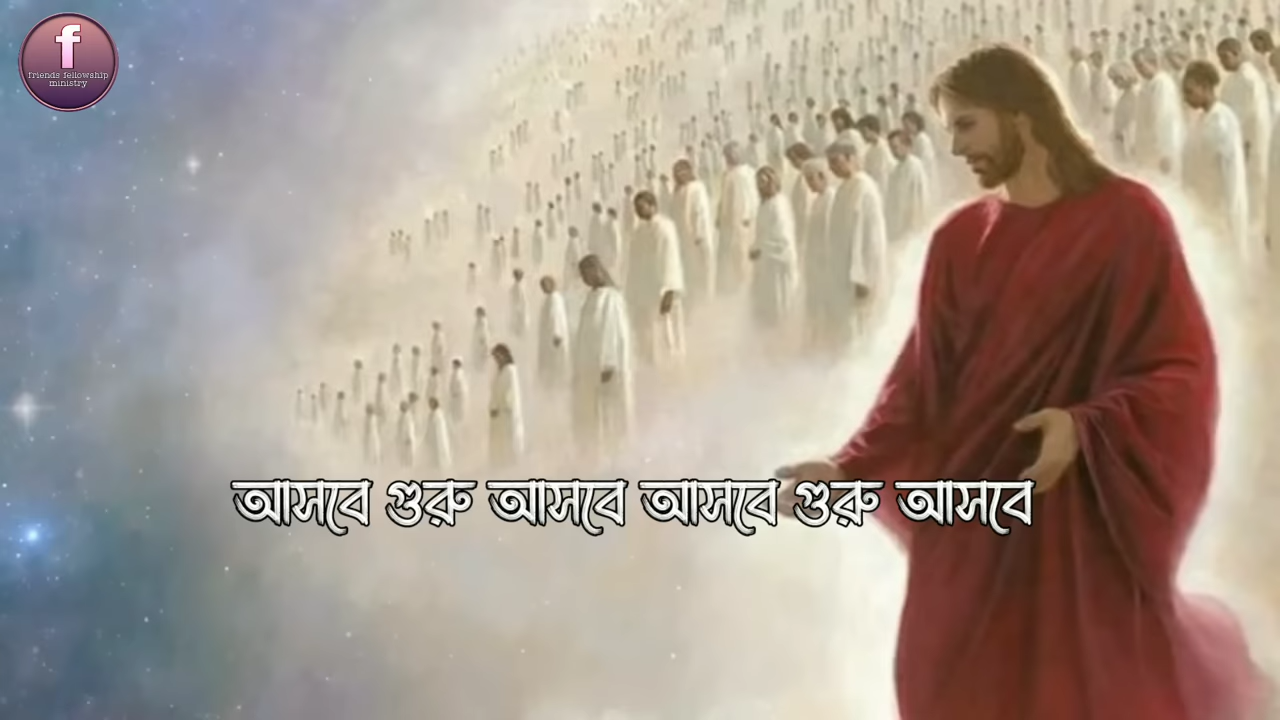 f
friends fellowship
ministry
আসবে গুরু আসবে আসবে গুরু আসবে